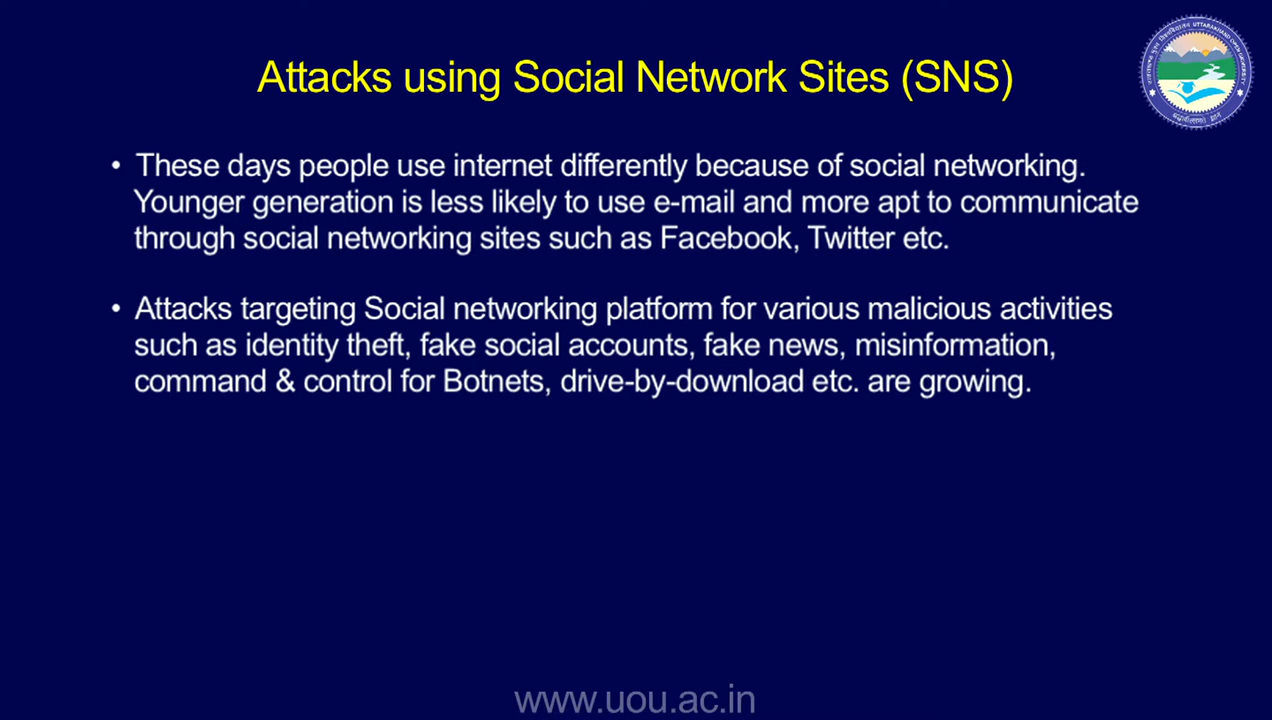 Attacks using Social Network Sites (SNS)
UTTARAKHAND OPEN UNIVERSITY
• These days people use internet differently because of social networking.
Younger generation is less likely to use e-mail and more apt to communicate
through social networking sites such as Facebook, Twitter etc.
• Attacks targeting Social networking platform for various malicious activities
such as identity theft, fake social accounts, fake news, misinformation,
command & control for Botnets, drive-by-download etc. are growing.
www.uou.ac.in